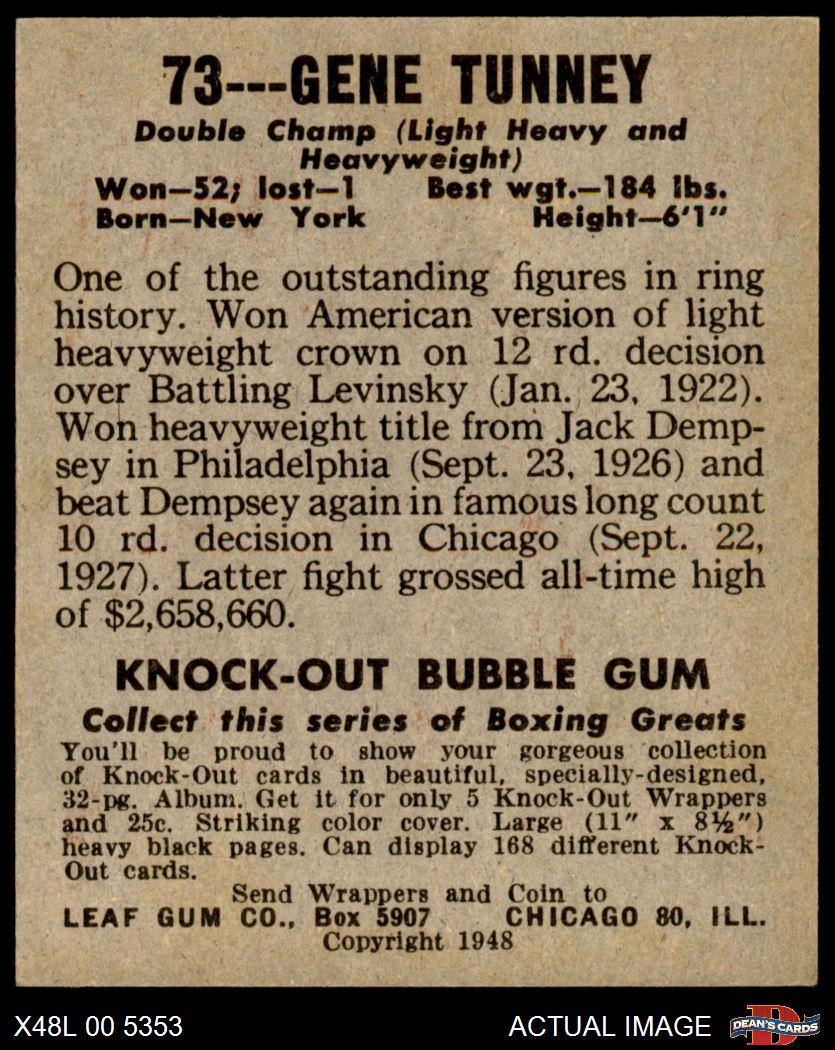 73---GENE TUNNEY
Double Champ (Light Heavy and
Heavyweight)
Won—52; lost—1 Best wgt.—184 lbs.
Born—New York Height—6'1"
One of the outstanding figures in ring
history. Won American version of light
heavyweight crown on 12 rd. decision
over Battling Levinsky (Jan. 23, 1922).
Won heavyweight title from Jack Demp-
sey in Philadelphia (Sept. 23, 1926) and
beat Dempsey again in famous long count
10 rd. decision in Chicago (Sept. 22,
1927). Latter fight grossed all-time high
of $2,658,660.
KNOCK-OUT BUBBLE GUM
Collect this series of Boxing Greats
You'll be proud to show your gorgeous collection
of Knock-Out cards in beautiful, specially-designed,
32-pg. Album. Get it for only 5 Knock-Out Wrappers
and 25c. Striking color cover. Large (11" x 8½")
heavy black pages. Can display 168 different Knock-
Out cards.
Send Wrappers and Coin to
LEAF GUM CO., Box 5907 CHICAGO 80, ILL.
Copyright 1948
X48L 00 5353 ACTUAL IMAGE DEAN'S CARDS